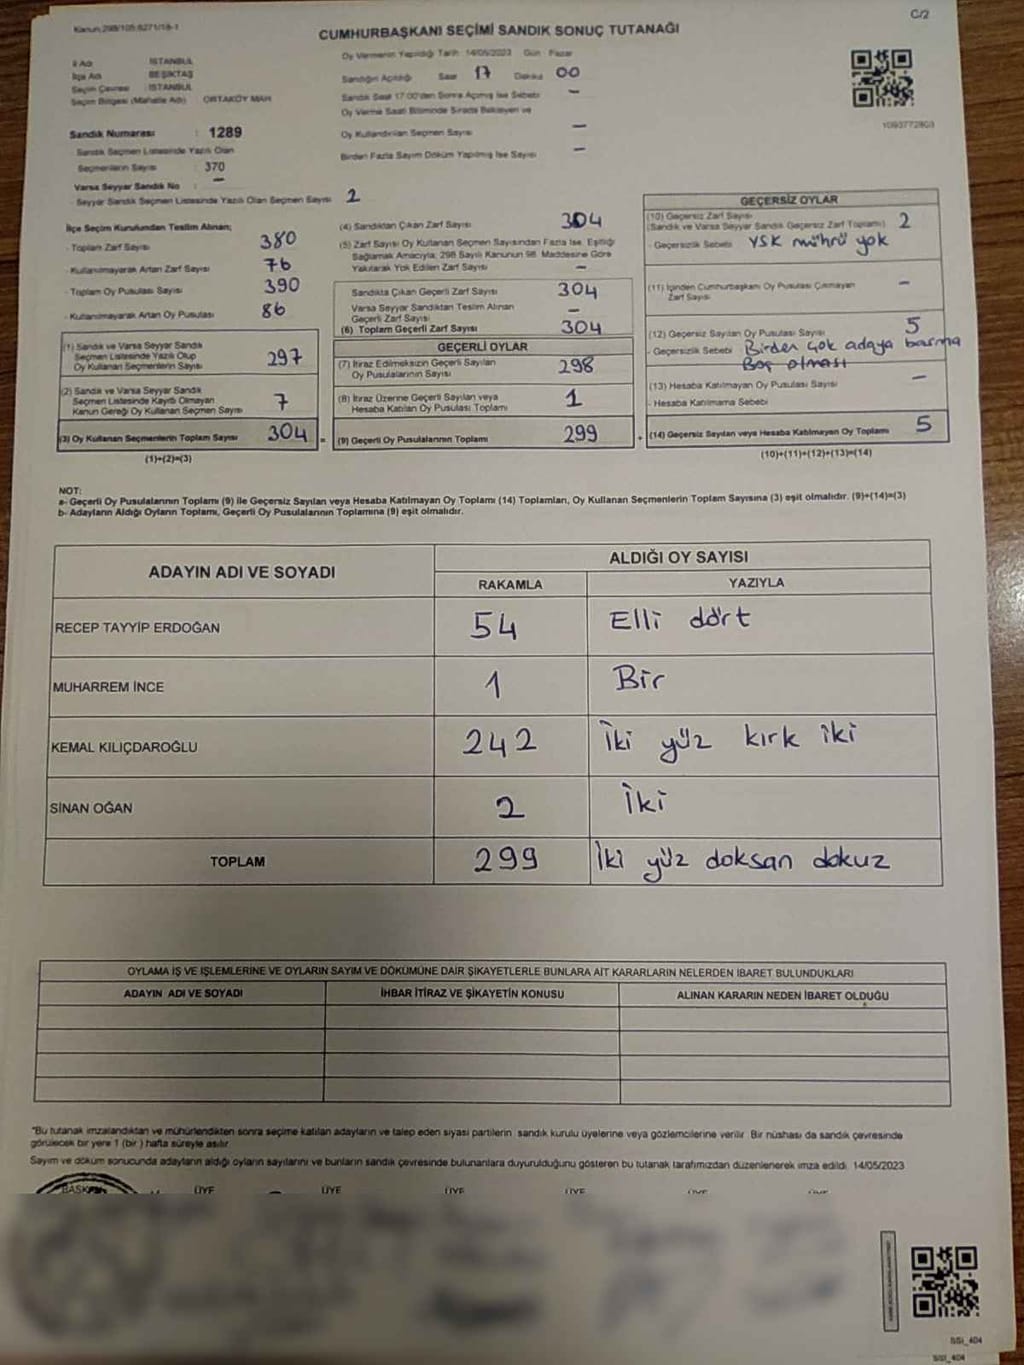 Kanun:298/105;6271/18-1
C/2
CUMHURBAŞKANI SEÇİMİ SANDIK SONUÇ TUTANAĞI
İl Adı İSTANBUL
İlçe Adı BEŞİKTAŞ
Seçim Çevresi : İSTANBUL
Seçim Bölgesi (Mahalle Adı) ORTAKÖY MAH
Sandık Numarası : 1289
Sandık Seçmen Listesinde Yazılı Olan
Seçmenlerin Sayısı : 370
Varsa Seyyar Sandık No : –
- Seyyar Sandık Seçmen Listesinde Yazılı Olan Seçmen Sayısı 2
Oy Vermenin Yapıldığı Tarih 14/05/2023 Gün : Pazar
Sandığın Açıldığı Saat 17 Dakika 00
Sandık Saat 17:00'den Sonra Açılmış İse Sebebi –
Oy Verme Saati Bitiminde Sırada Bekleyen ve
Oy Kullandırılan Seçmen Sayısı –
Birden Fazla Sayım Döküm Yapılmış İse Sayısı –
İlçe Seçim Kurulundan Teslim Alınan;
- Toplam Zarf Sayısı 380
- Kullanılmayarak Artan Zarf Sayısı 76
- Toplam Oy Pusulası Sayısı 390
- Kullanılmayarak Artan Oy Pusulası 86
(1) Sandık ve Varsa Seyyar Sandık
Seçmen Listesinde Yazılı Olup
Oy Kullanan Seçmenlerin Sayısı 297
(2) Sandık ve Varsa Seyyar Sandık
Seçmen Listesinde Kayıtlı Olmayan
Kanun Gereği Oy Kullanan Seçmen Sayısı 7
(3) Oy Kullanan Seçmenlerin Toplam Sayısı 304 =
(1)+(2)=(3)
(4) Sandıktan Çıkan Zarf Sayısı 304
(5) Zarf Sayısı Oy Kullanan Seçmen Sayısından Fazla İse, Eşitliği
Sağlamak Amacıyla; 298 Sayılı Kanunun 98. Maddesine Göre
Yakılarak Yok Edilen Zarf Sayısı –
Sandıkta Çıkan Geçerli Zarf Sayısı 304
Varsa Seyyar Sandıktan Teslim Alınan
Geçerli Zarf Sayısı –
(6) Toplam Geçerli Zarf Sayısı 304
GEÇERLİ OYLAR
(7) İtiraz Edilmeksizin Geçerli Sayılan
Oy Pusulalarının Sayısı 298
(8) İtiraz Üzerine Geçerli Sayılan veya
Hesaba Katılan Oy Pusulası Toplamı 1
(9) Geçerli Oy Pusulalarının Toplamı 299 +
GEÇERSİZ OYLAR
(10) Geçersiz Zarf Sayısı 2
(Sandık ve Varsa Seyyar Sandık Geçersiz Zarf Toplamı)
- Geçersizlik Sebebi YSK mührü yok
(11) İçinden Cumhurbaşkanı Oy Pusulası Çıkmayan
Zarf Sayısı –
(12) Geçersiz Sayılan Oy Pusulası Sayısı 5
- Geçersizlik Sebebi Birden çok adaya basma
Boş olması
(13) Hesaba Katılmayan Oy Pusulası Sayısı –
- Hesaba Katılmama Sebebi
(14) Geçersiz Sayılan veya Hesaba Katılmayan Oy Toplamı 5
(10)+(11)+(12)+(13)=(14)
NOT:
a- Geçerli Oy Pusulalarının Toplamı (9) ile Geçersiz Sayılan veya Hesaba Katılmayan Oy Toplamı (14) Toplamları, Oy Kullanan Seçmenlerin Toplam Sayısına (3) eşit olmalıdır. (9)+(14)=(3)
b- Adayların Aldığı Oyların Toplamı, Geçerli Oy Pusulalarının Toplamına (9) eşit olmalıdır.
ADAYIN ADI VE SOYADI ALDIĞI OY SAYISI
RAKAMLA YAZIYLA
RECEP TAYYİP ERDOĞAN 54 Elli dört
MUHARREM İNCE 1 Bir
KEMAL KILIÇDAROĞLU 242 İki yüz kırk iki
SİNAN OĞAN 2 İki
TOPLAM 299 İki yüz doksan dokuz
OYLAMA İŞ VE İŞLEMLERİNE VE OYLARIN SAYIM VE DÖKÜMÜNE DAİR ŞİKAYETLERLE BUNLARA AİT KARARLARIN NELERDEN İBARET BULUNDUKLARI
ADAYIN ADI VE SOYADI İHBAR İTİRAZ VE ŞİKAYETİN KONUSU ALINAN KARARIN NEDEN İBARET OLDUĞU
"Bu tutanak imzalandıktan ve mühürlendikten sonra seçime katılan adayların ve talep eden siyasi partilerin sandık kurulu üyelerine veya gözlemcilerine verilir. Bir nüshası da sandık çevresinde
görülecek bir yere 1 (bir ) hafta süreyle asılır.
Sayım ve döküm sonucunda adayların aldığı oyların sayılarını ve bunların sandık çevresinde bulunanlara duyurulduğunu gösteren bu tutanak tarafımızdan düzenlenerek imza edildi. 14/05/2023
BAŞKAN ÜYE ÜYE ÜYE ÜYE ÜYE ÜYE
SSİ_404
SSİ_404